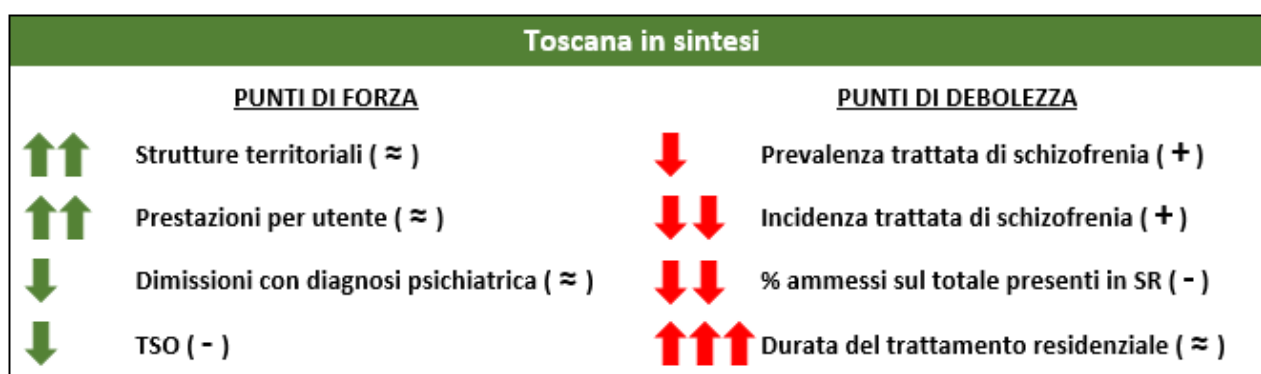 Toscana in sintesi
PUNTI DI FORZA
Strutture territoriali ( ≈ )
Prestazioni per utente ( ≈ )
Dimissioni con diagnosi psichiatrica ( ≈ )
TSO ( - )
PUNTI DI DEBOLEZZA
Prevalenza trattata di schizofrenia ( + )
Incidenza trattata di schizofrenia ( + )
% ammessi sul totale presenti in SR ( - )
Durata del trattamento residenziale ( ≈ )